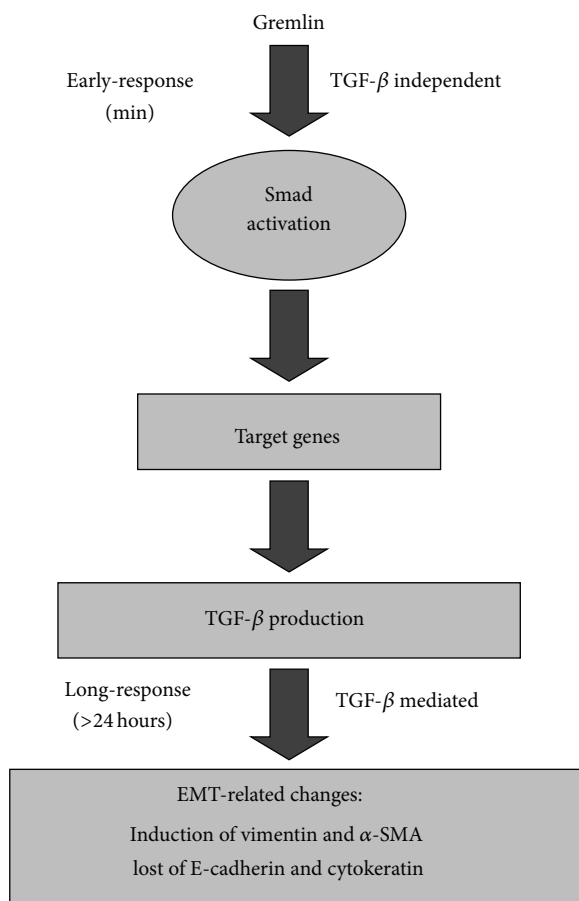 Gremlin
Early-response
(min)
TGF-β independent
Smad
activation
Target genes
TGF-β production
Long-response
(>24 hours)
TGF-β mediated
EMT-related changes:
Induction of vimentin and α-SMA
lost of E-cadherin and cytokeratin